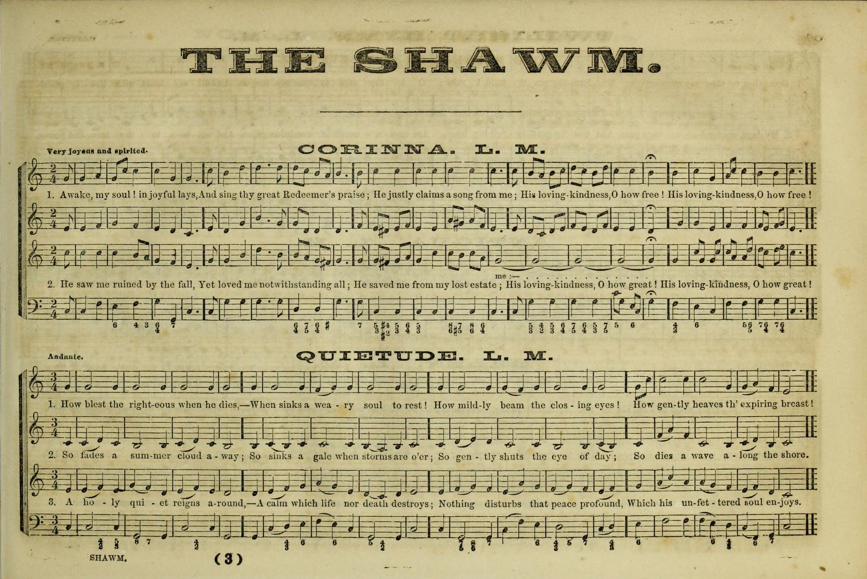 THE SHAWM.
Very joyous and spirited.
CORINNA. L. M.
1. Awake, my soul! in joyful lays, And sing thy great Redeemer's praise; He justly claims a song from me; His loving-kindness, O how free! His loving-kindness, O how free!
me :—
2. He saw me ruined by the fall, Yet loved me notwithstanding all; He saved me from my lost estate; His loving-kindness, O how great! His loving-kindness, O how great!
Andante.
QUIETUDE. L. M.
1. How blest the right-eous when he dies,—When sinks a wea - ry soul to rest! How mild-ly beam the clos - ing eyes! How gen-tly heaves th' expiring breast!
2. So fades a sum-mer cloud a - way; So sinks a gale when storms are o'er; So gen - tly shuts the eye of day; So dies a wave a - long the shore.
3. A ho - ly qui - et reigns a-round,—A calm which life nor death destroys; Nothing disturbs that peace profound, Which his un-fet - tered soul en-joys.
SHAWM. (3)